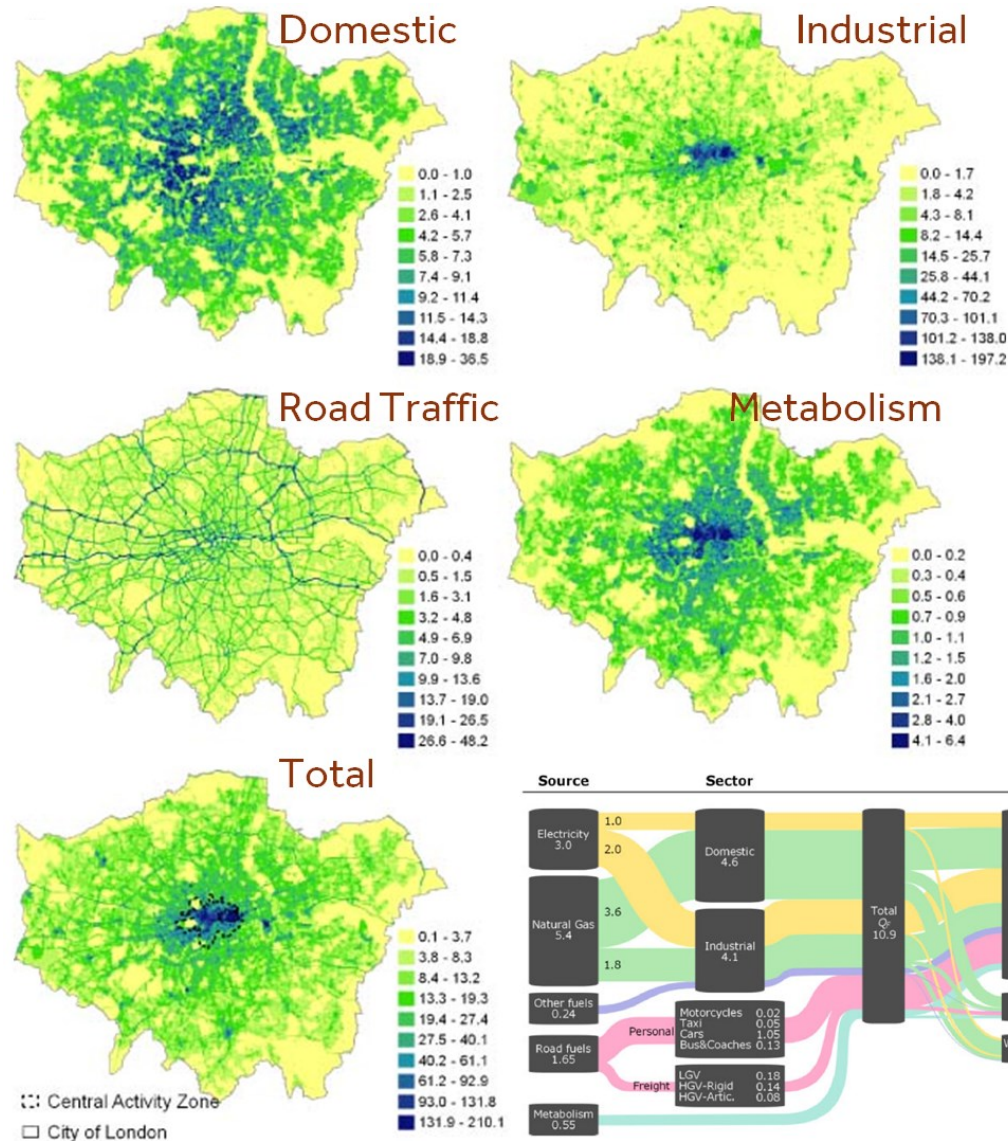 Domestic
0.0 - 1.0
1.1 - 2.5
2.6 - 4.1
4.2 - 5.7
5.8 - 7.3
7.4 - 9.1
9.2 - 11.4
11.5 - 14.3
14.4 - 18.8
18.9 - 36.5
Industrial
0.0 - 1.7
1.8 - 4.2
4.3 - 8.1
8.2 - 14.4
14.5 - 25.7
25.8 - 44.1
44.2 - 70.2
70.3 - 101.1
101.2 - 138.0
138.1 - 197.2
Road Traffic
0.0 - 0.4
0.5 - 1.5
1.6 - 3.1
3.2 - 4.8
4.9 - 6.9
7.0 - 9.8
9.9 - 13.6
13.7 - 19.0
19.1 - 26.5
26.6 - 48.2
Metabolism
0.0 - 0.2
0.3 - 0.4
0.5 - 0.6
0.7 - 0.9
1.0 - 1.1
1.2 - 1.5
1.6 - 2.0
2.1 - 2.7
2.8 - 4.0
4.1 - 6.4
Total
0.1 - 3.7
3.8 - 8.3
8.4 - 13.2
13.3 - 19.3
19.4 - 27.4
27.5 - 40.1
40.2 - 61.1
61.2 - 92.9
93.0 - 131.8
131.9 - 210.1
Central Activity Zone
City of London
Source
Sector
Electricity
3.0
1.0
2.0
Natural Gas
5.4
3.6
1.8
Other fuels
0.24
Road fuels
1.65
Metabolism
0.55
Domestic
4.6
Industrial
4.1
Personal
Motorcycles 0.02
Taxi 0.05
Cars 1.05
Bus&Coaches 0.13
Freight
LGV 0.18
HGV-Rigid 0.14
HGV-Artic. 0.08
Total
QF
10.9